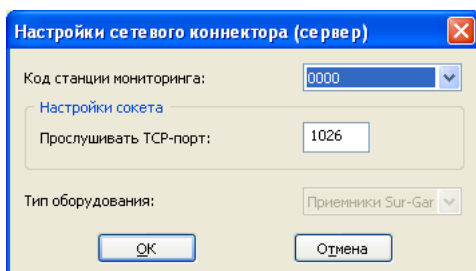 Настройки сетевого коннектора (сервер)
Код станции мониторинга: 0000
Настройки сокета
Прослушивать TCP-порт: 1026
Тип оборудования: Приемники Sur-Gar
OK Отмена